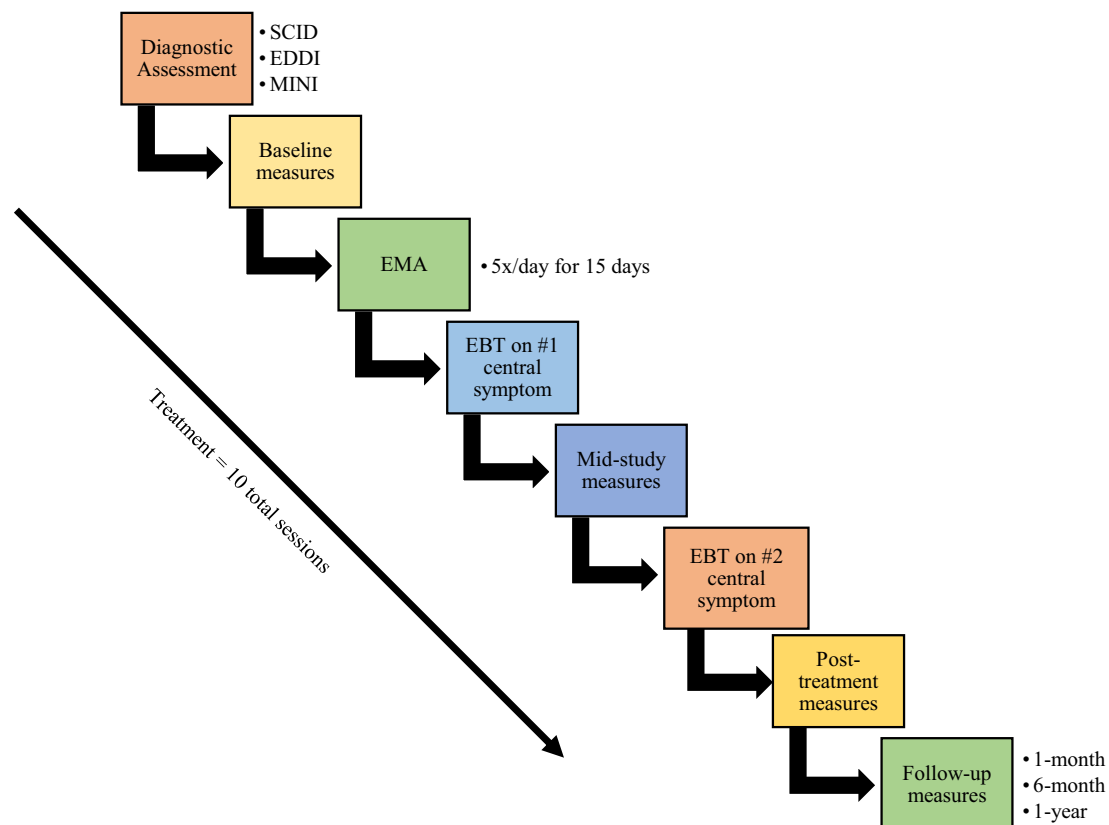 Diagnostic
Assessment
• SCID
• EDDI
• MINI
Baseline
measures
EMA
• 5x/day for 15 days
EBT on #1
central
symptom
Mid-study
measures
EBT on #2
central
symptom
Post-
treatment
measures
Follow-up
measures
• 1-month
• 6-month
• 1-year
Treatment = 10 total sessions